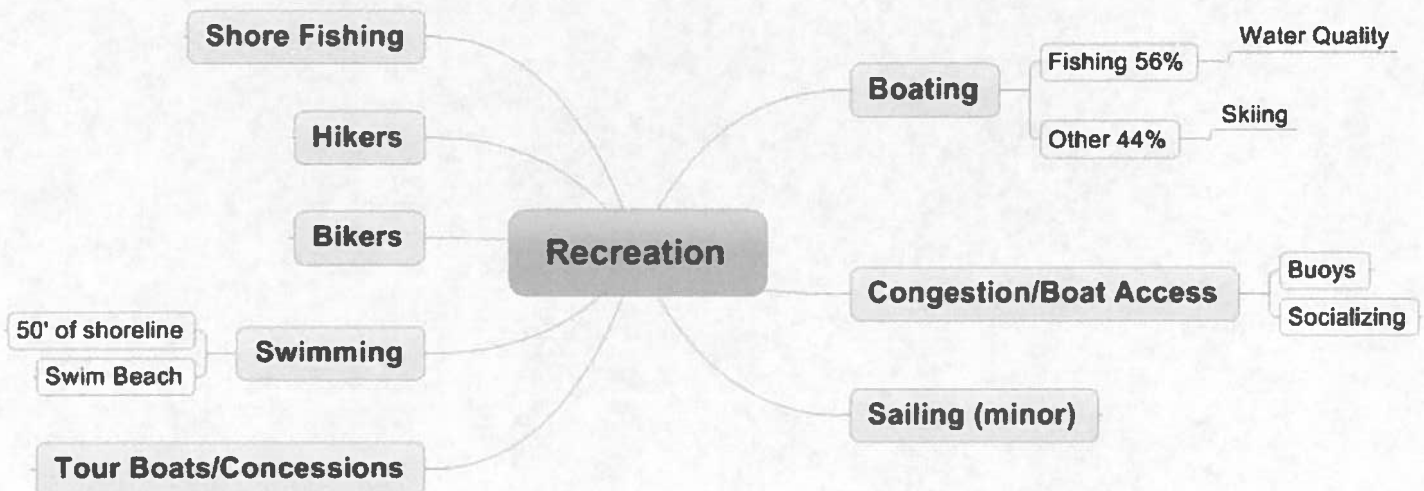 Shore Fishing
Hikers
Bikers
50' of shoreline
Swim Beach
Swimming
Tour Boats/Concessions
Recreation
Boating
Fishing 56%
Water Quality
Other 44%
Skiing
Congestion/Boat Access
Buoys
Socializing
Sailing (minor)